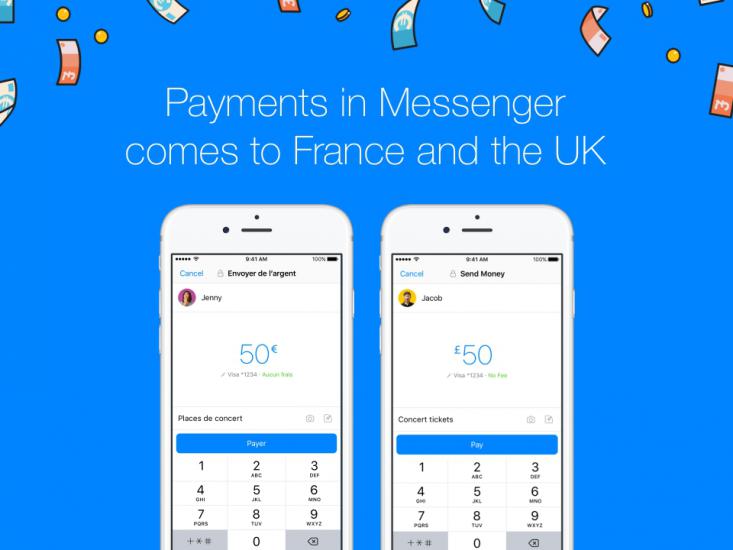 Payments in Messenger
comes to France and the UK
9:41 AM
100%
Cancel
Envoyer de l'argent
Jenny
50€
Visa *1234 · Aucun frais
Places de concert
Payer
1
2
ABC
3
DEF
4
GHI
5
JKL
6
MNO
7
PQRS
8
TUV
9
WXYZ
+ * #
0
9:41 AM
100%
Cancel
Send Money
Jacob
£50
Visa *1234 · No Fee
Concert tickets
Pay
1
2
ABC
3
DEF
4
GHI
5
JKL
6
MNO
7
PQRS
8
TUV
9
WXYZ
+ * #
0